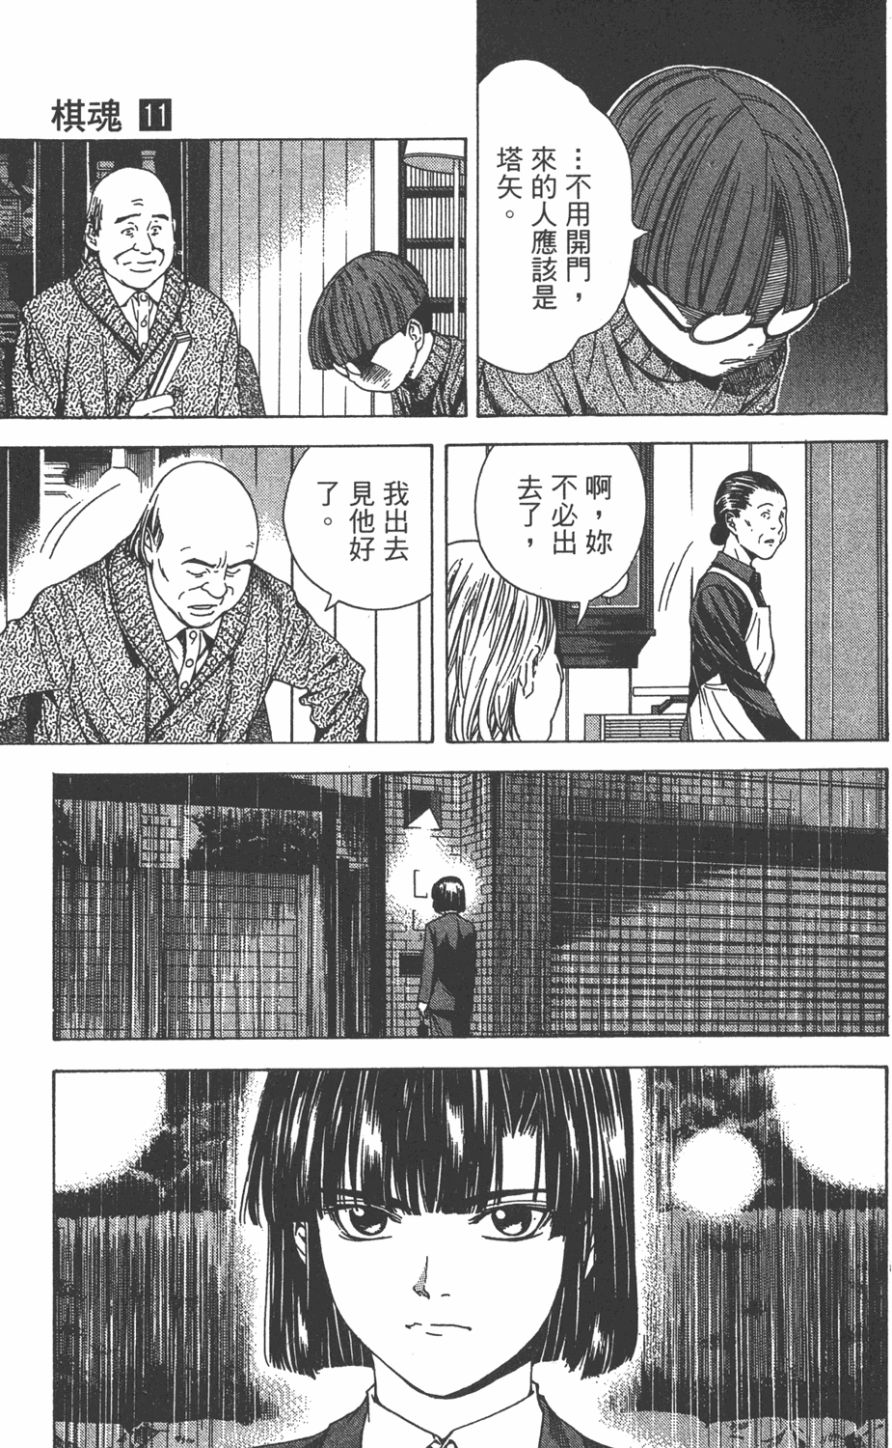 棋魂 11
…不用開門，
來的人應該是
塔矢。
啊，妳
不必出
去了，
我出去
見他好
了。